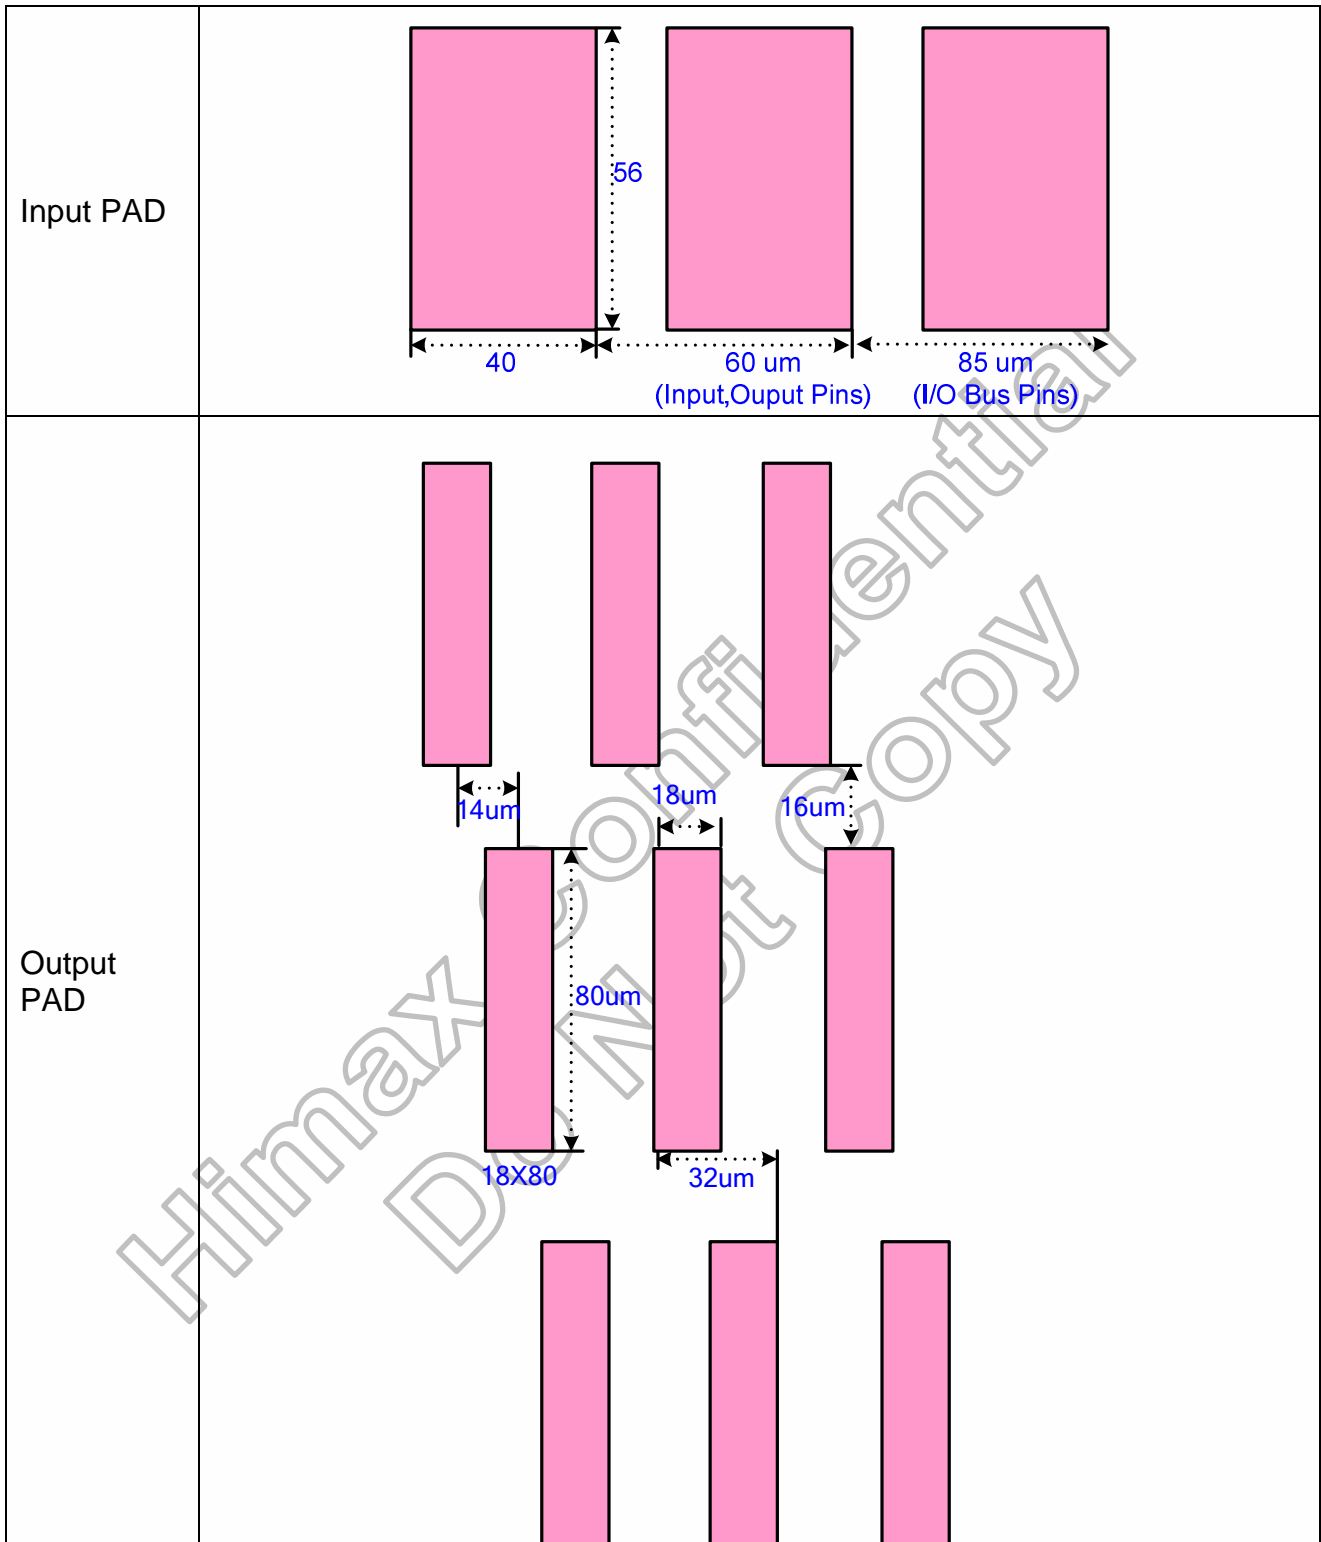 Input PAD
56
40
60 um
(Input,Ouput Pins)
85 um
(I/O Bus Pins)
Output
PAD
14um
18um
16um
80um
18X80
32um
Himax Confidential
Do Not Copy